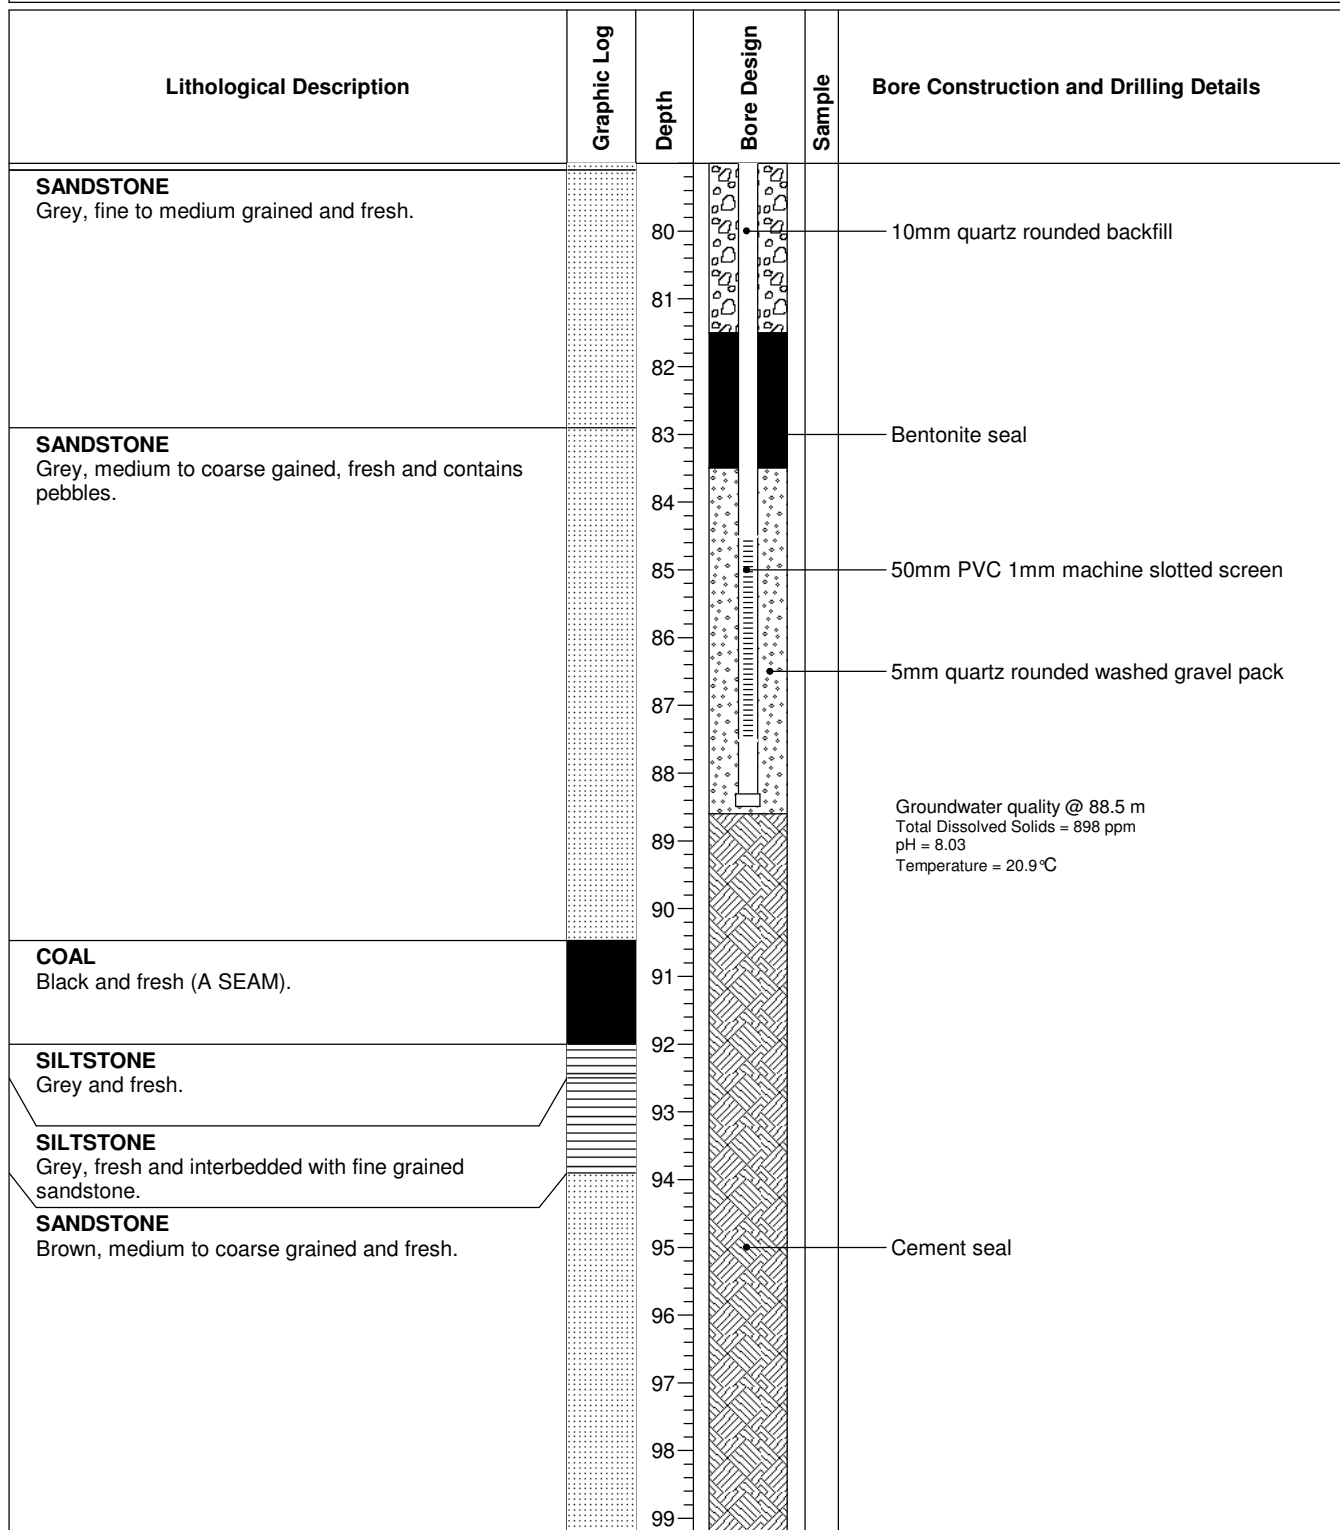 Lithological Description
Graphic Log
Depth
Bore Design
Sample
Bore Construction and Drilling Details
SANDSTONE
Grey, fine to medium grained and fresh.
80
10mm quartz rounded backfill
81
82
SANDSTONE
Grey, medium to coarse gained, fresh and contains
pebbles.
83
Bentonite seal
84
85
50mm PVC 1mm machine slotted screen
86
5mm quartz rounded washed gravel pack
87
88
Groundwater quality @ 88.5 m
Total Dissolved Solids = 898 ppm
pH = 8.03
Temperature = 20.9°C
89
90
COAL
Black and fresh (A SEAM).
91
92
SILTSTONE
Grey and fresh.
93
SILTSTONE
Grey, fresh and interbedded with fine grained
sandstone.
94
SANDSTONE
Brown, medium to coarse grained and fresh.
95
Cement seal
96
97
98
99